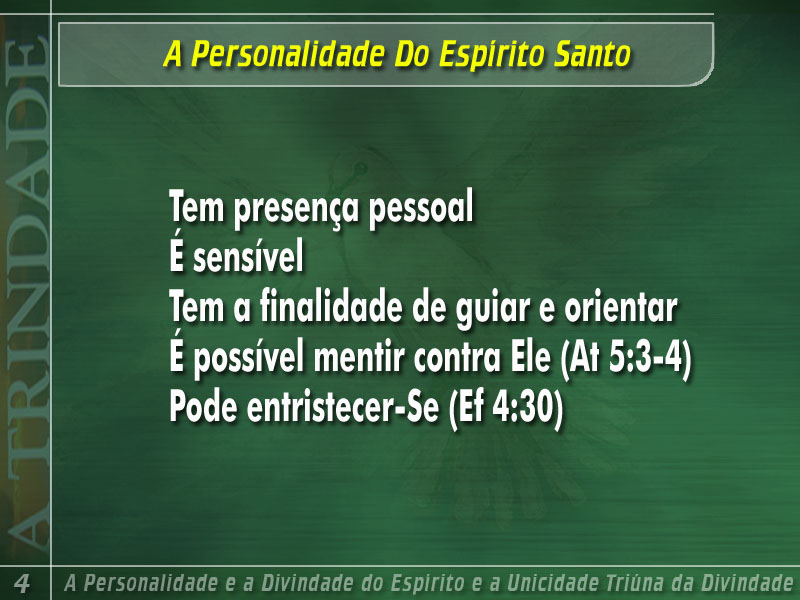 A Personalidade Do Espírito Santo
A TRINDADE
Tem presença pessoal
É sensível
Tem a finalidade de guiar e orientar
É possível mentir contra Ele (At 5:3-4)
Pode entristecer-Se (Ef 4:30)
4
A Personalidade e a Divindade do Espírito e a Unicidade Triúna da Divindade